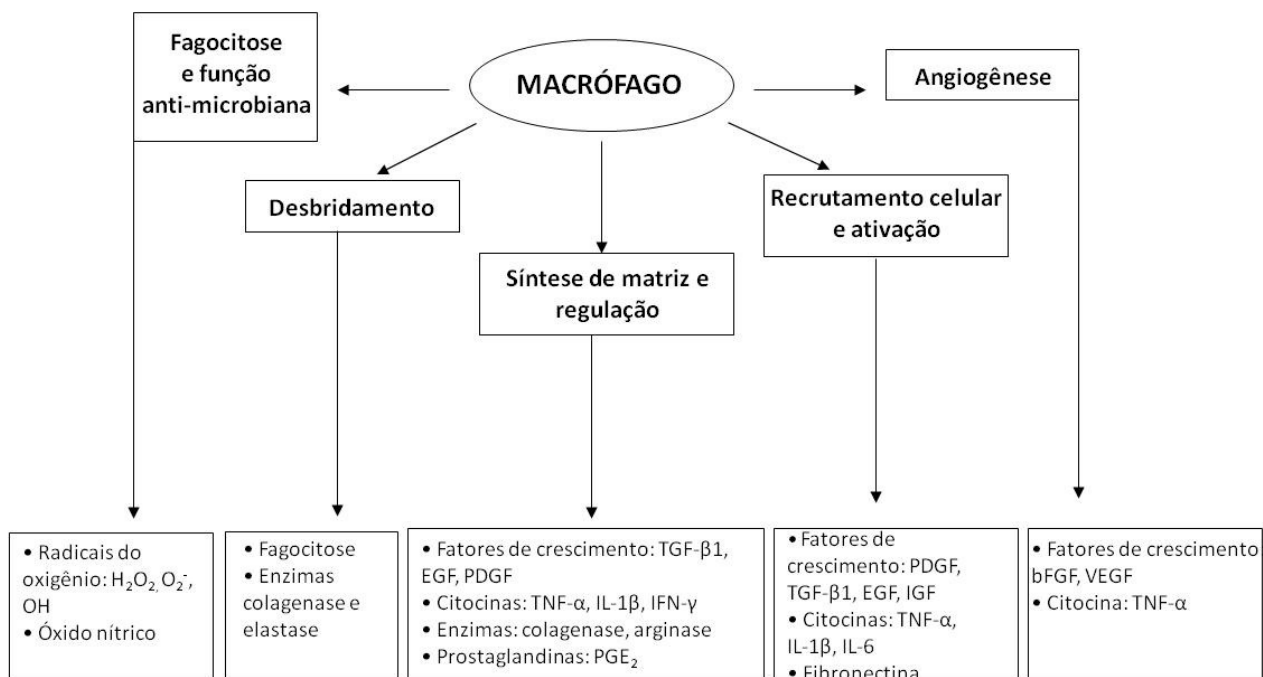 MACRÓFAGO
Fagocitose
e função
anti-microbiana
Desbridamento
Síntese de matriz e
regulação
Recrutamento celular
e ativação
Angiogênese
• Radicais do
oxigênio: H₂O₂, O₂⁻,
OH
• Óxido nítrico
• Fagocitose
• Enzimas
colagenase e
elastase
• Fatores de crescimento: TGF-β1,
EGF, PDGF
• Citocinas: TNF-α, IL-1β, IFN-γ
• Enzimas: colagenase, arginase
• Prostaglandinas: PGE₂
• Fatores de
crescimento: PDGF,
TGF-β1, EGF, IGF
• Citocinas: TNF-α,
IL-1β, IL-6
• Fibronectina
• Fatores de crescimento
bFGF, VEGF
• Citocina: TNF-α